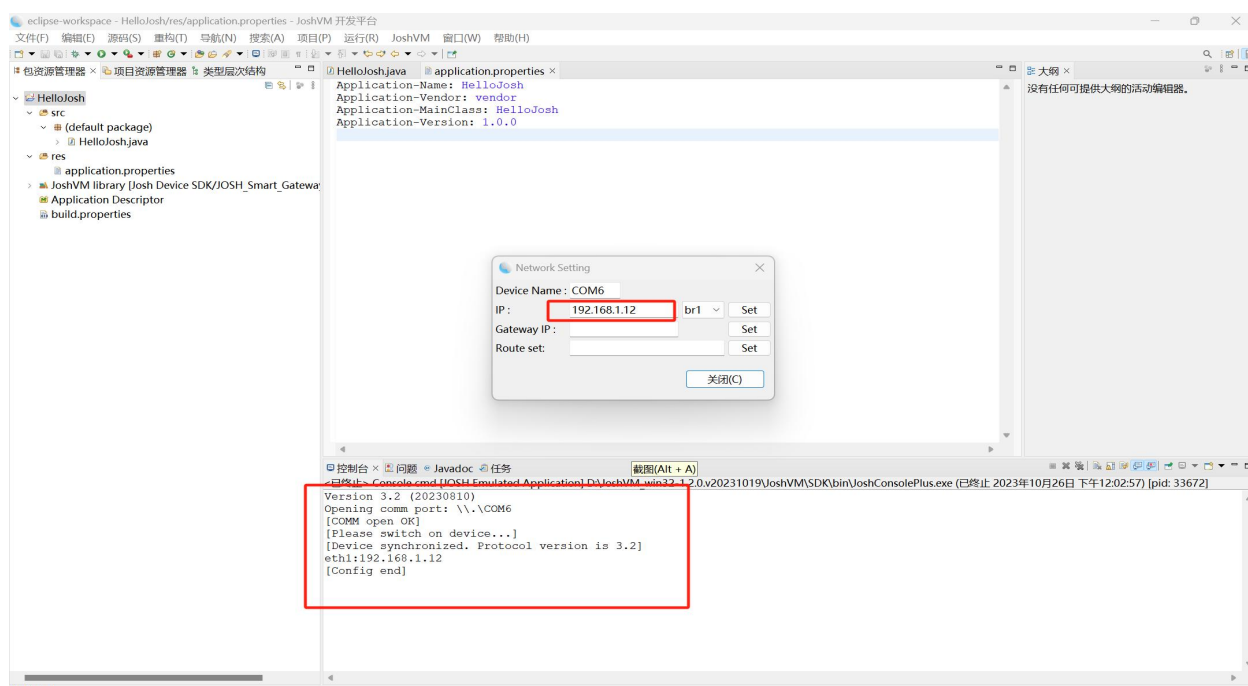 eclipse-workspace - HelloJosh/res/application.properties - JoshVM 开发平台
文件(F) 编辑(E) 源码(S) 重构(T) 导航(N) 搜索(A) 项目(P) 运行(R) JoshVM 窗口(W) 帮助(H)
包资源管理器 项目资源管理器 类型层次结构
HelloJosh
src
(default package)
HelloJosh.java
res
application.properties
JoshVM library [Josh Device SDK/JOSH_Smart_Gateway
Application Descriptor
build.properties
HelloJosh.java application.properties
Application-Name: HelloJosh
Application-Vendor: vendor
Application-MainClass: HelloJosh
Application-Version: 1.0.0
大纲
没有任何可提供大纲的活动编辑器。
Network Setting
Device Name : COM6
IP : 192.168.1.12 br1 Set
Gateway IP : Set
Route set: Set
关闭(C)
控制台 问题 Javadoc 任务
截图(Alt + A)
<已终止> Console.cmd [JOSH Emulated Application] D:\JoshVM_win32-1.2.0.v20231019\JoshVM\SDK\bin\JoshConsolePlus.exe (已终止 2023年10月26日 下午12:02:57) [pid: 33672]
Version 3.2 (20230810)
Opening comm port: \\.\COM6
[COMM open OK]
[Please switch on device...]
[Device synchronized. Protocol version is 3.2]
eth1:192.168.1.12
[Config end]